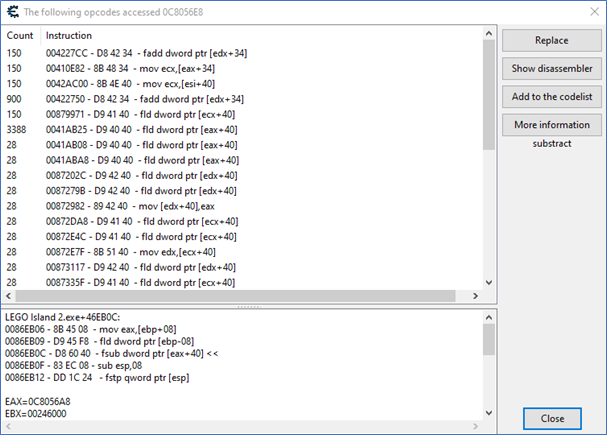 The following opcodes accessed 0C8056E8
Count Instruction
150 004227CC - D8 42 34 - fadd dword ptr [edx+34]
150 00410E82 - 8B 48 34 - mov ecx,[eax+34]
150 0042AC00 - 8B 4E 40 - mov ecx,[esi+40]
900 00422750 - D8 42 34 - fadd dword ptr [edx+34]
150 00879971 - D9 41 40 - fld dword ptr [ecx+40]
3388 0041AB25 - D9 40 40 - fld dword ptr [eax+40]
28 0041AB08 - D9 40 40 - fld dword ptr [eax+40]
28 0041ABA8 - D9 40 40 - fld dword ptr [eax+40]
28 0087202C - D9 42 40 - fld dword ptr [edx+40]
28 0087279B - D9 42 40 - fld dword ptr [edx+40]
28 00872982 - 89 42 40 - mov [edx+40],eax
28 00872DA8 - D9 41 40 - fld dword ptr [ecx+40]
28 00872E4C - D9 41 40 - fld dword ptr [ecx+40]
28 00872E7F - 8B 51 40 - mov edx,[ecx+40]
28 00873117 - D9 42 40 - fld dword ptr [edx+40]
28 0087335F - D9 41 40 - fld dword ptr [ecx+40]
Replace
Show disassembler
Add to the codelist
More information
substract
LEGO Island 2.exe+46EB0C:
0086EB06 - 8B 45 08 - mov eax,[ebp+08]
0086EB09 - D9 45 F8 - fld dword ptr [ebp-08]
0086EB0C - D8 60 40 - fsub dword ptr [eax+40] <<
0086EB0F - 83 EC 08 - sub esp,08
0086EB12 - DD 1C 24 - fstp qword ptr [esp]
EAX=0C8056A8
EBX=00246000
Close